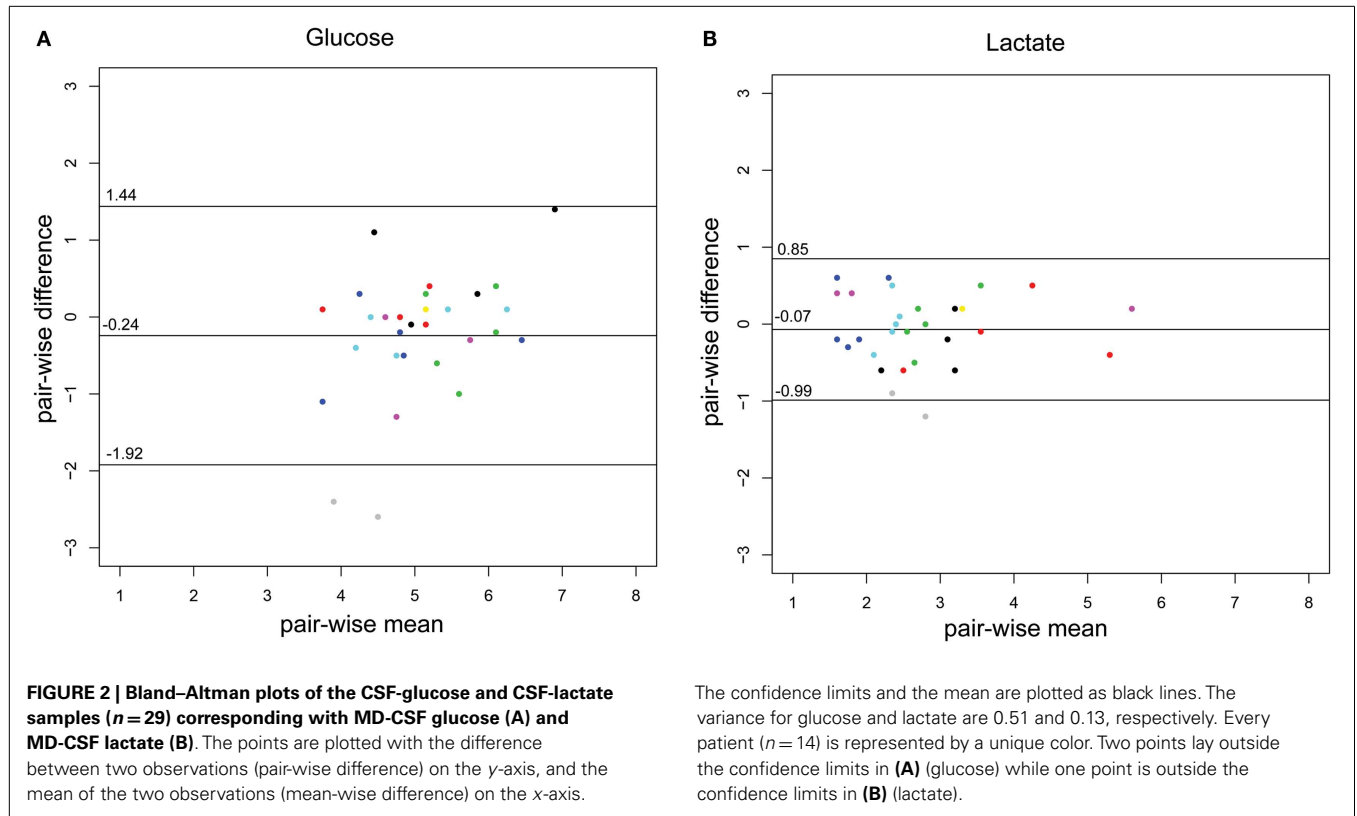 A
Glucose
3
2
1
0
−1
−2
−3
1.44
-0.24
-1.92
pair-wise difference
1 2 3 4 5 6 7 8
pair-wise mean
B
Lactate
3
2
1
0
−1
−2
−3
0.85
-0.07
-0.99
pair-wise difference
1 2 3 4 5 6 7 8
pair-wise mean
FIGURE 2 | Bland–Altman plots of the CSF-glucose and CSF-lactate
samples (n = 29) corresponding with MD-CSF glucose (A) and
MD-CSF lactate (B). The points are plotted with the difference
between two observations (pair-wise difference) on the y-axis, and the
mean of the two observations (mean-wise difference) on the x-axis.
The confidence limits and the mean are plotted as black lines. The
variance for glucose and lactate are 0.51 and 0.13, respectively. Every
patient (n = 14) is represented by a unique color. Two points lay outside
the confidence limits in (A) (glucose) while one point is outside the
confidence limits in (B) (lactate).